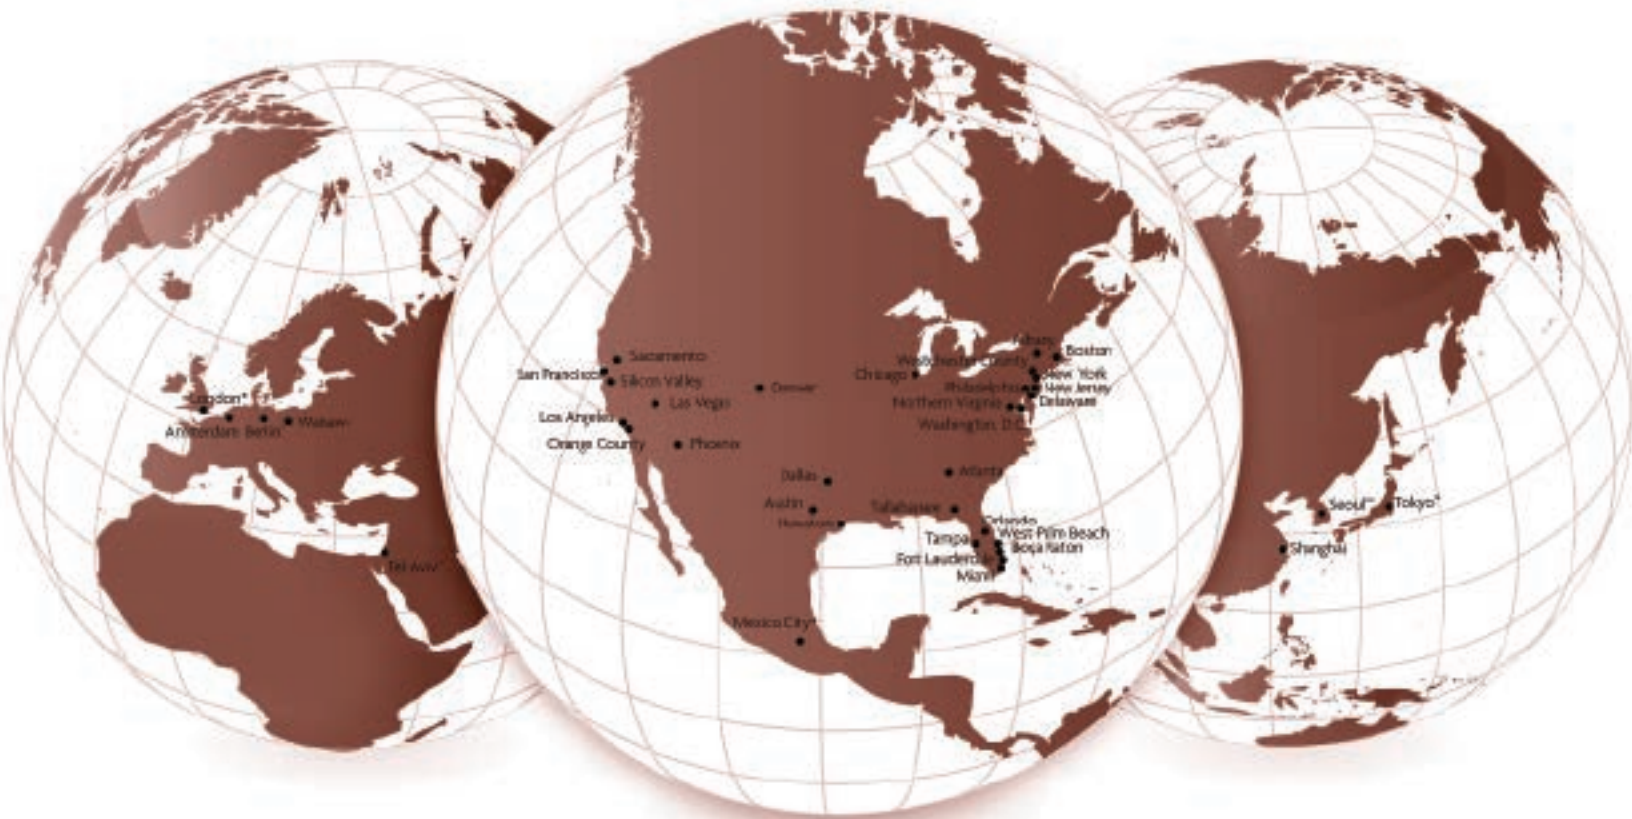 London*
Amsterdam
Berlin
Warsaw
Tel Aviv*
Sacramento
San Francisco
Silicon Valley
Las Vegas
Los Angeles
Orange County
Phoenix
Denver
Dallas
Austin
Houston
Mexico City*
Chicago
Albany
Boston
Westchester County
New York
Philadelphia
New Jersey
Delaware
Northern Virginia
Washington, D.C.
Atlanta
Tallahassee
Orlando
West Palm Beach
Tampa
Boca Raton
Fort Lauderdale
Miami
Seoul
Tokyo*
Shanghai